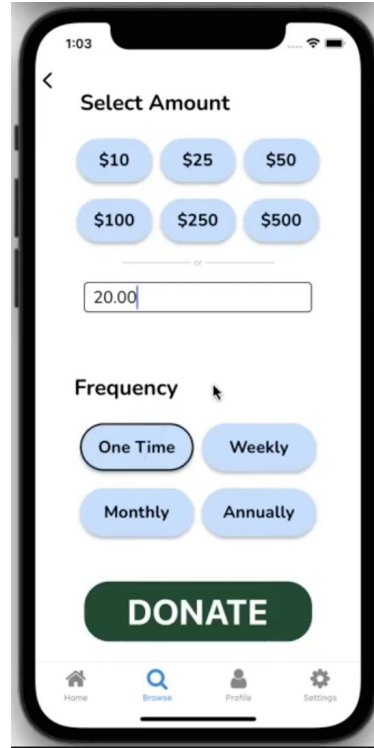 1:03
Select Amount
$10 $25 $50
$100 $250 $500
or
20.00
Frequency
One Time Weekly
Monthly Annually
DONATE
Home Browse Profile Settings